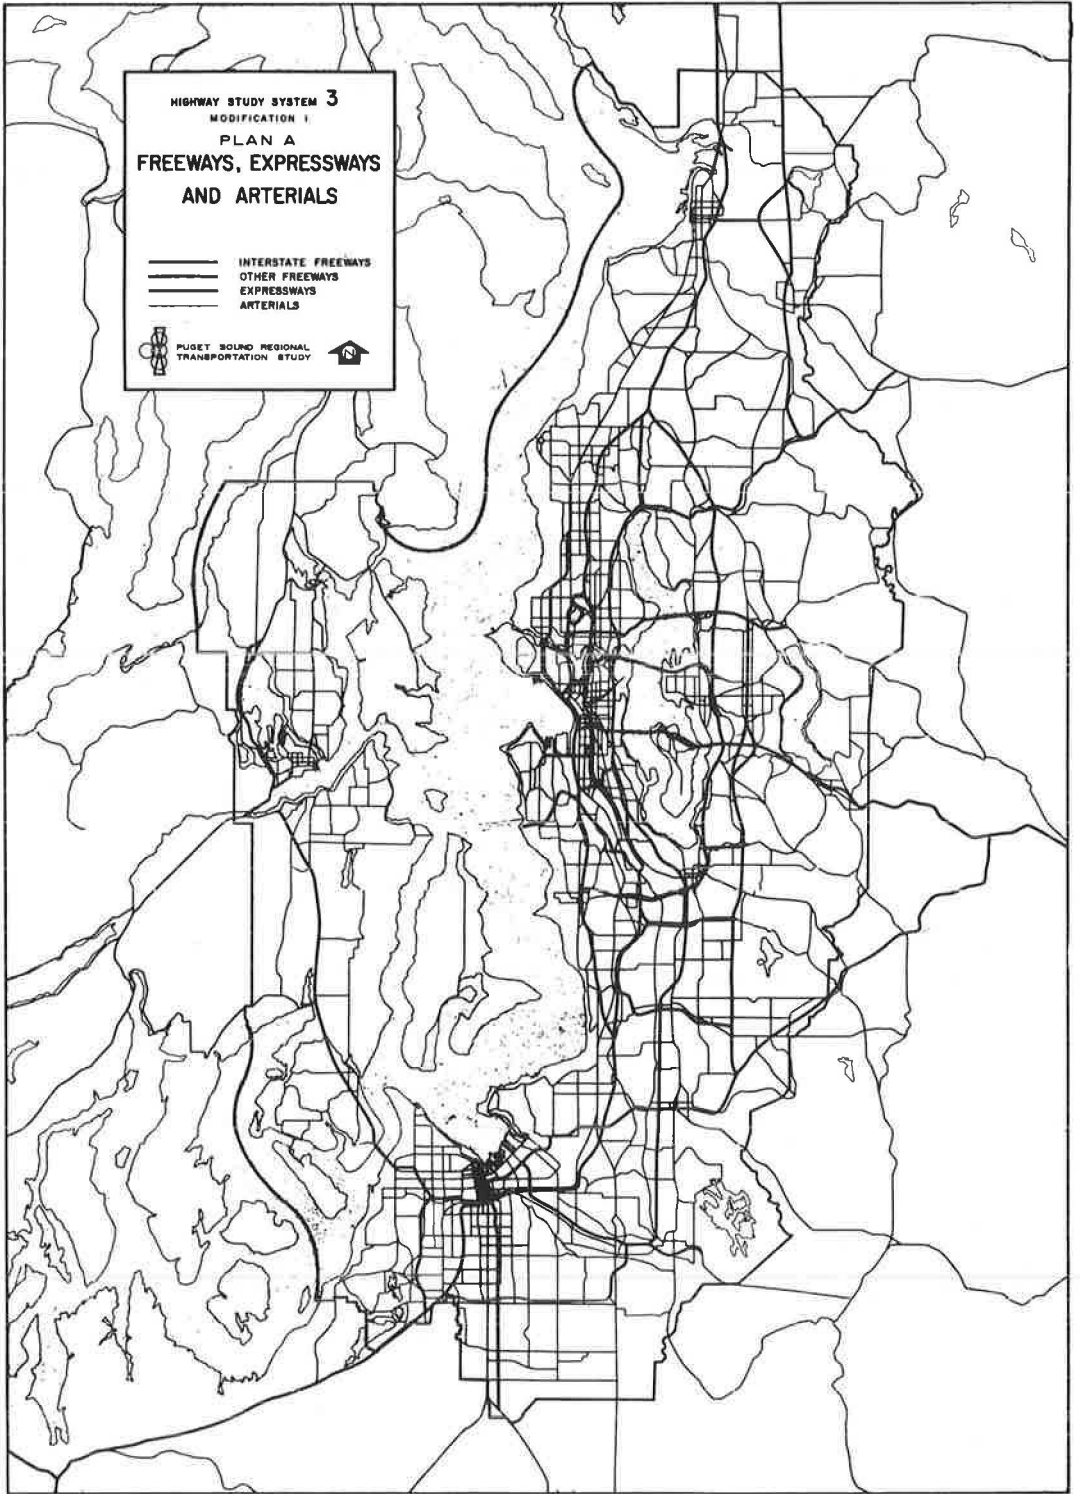 HIGHWAY STUDY SYSTEM 3
MODIFICATION I
PLAN A
FREEWAYS, EXPRESSWAYS
AND ARTERIALS
INTERSTATE FREEWAYS
OTHER FREEWAYS
EXPRESSWAYS
ARTERIALS
PUGET SOUND REGIONAL
TRANSPORTATION STUDY
N